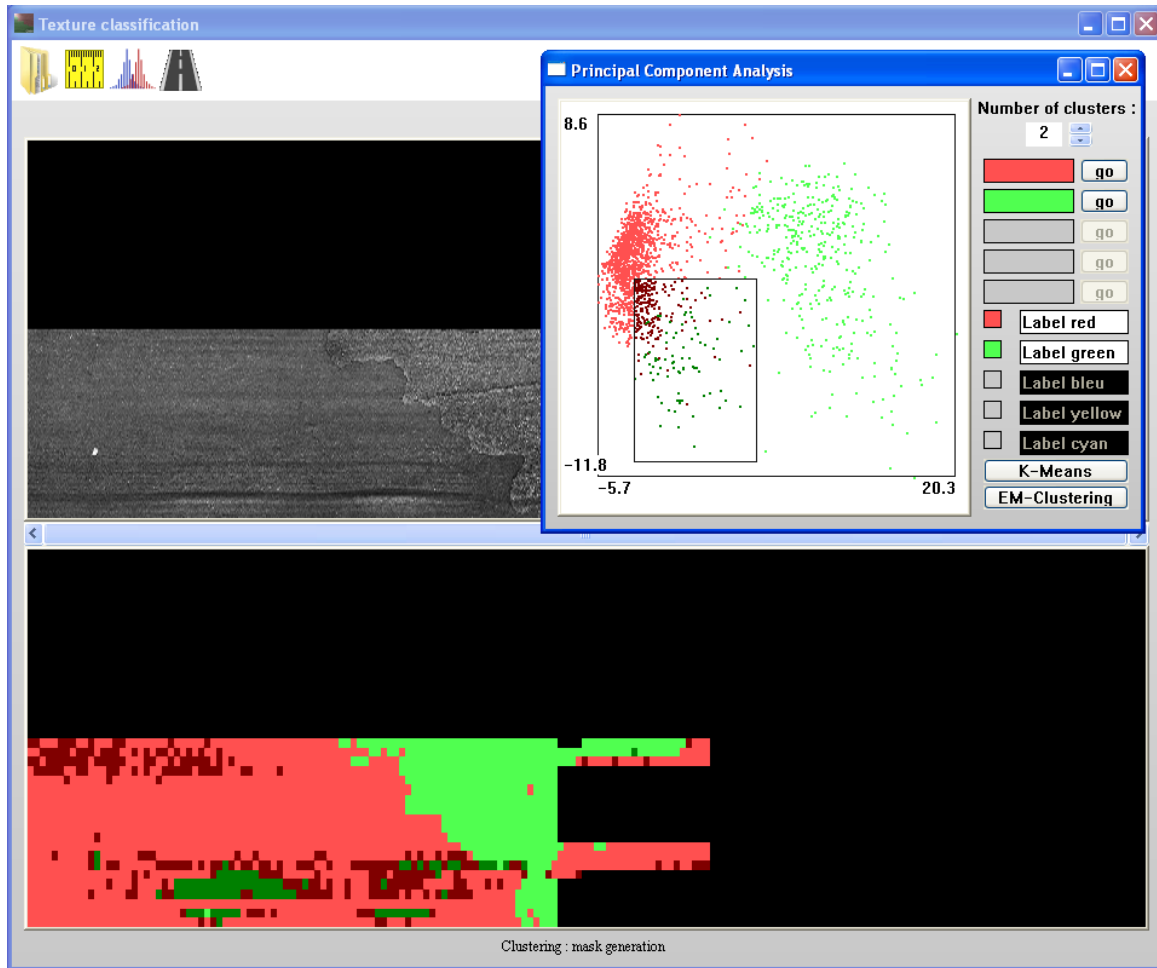 Texture classification
Principal Component Analysis
Number of clusters :
2
8.6
-11.8
-5.7
20.3
go
go
go
go
go
Label red
Label green
Label bleu
Label yellow
Label cyan
K-Means
EM-Clustering
Clustering : mask generation